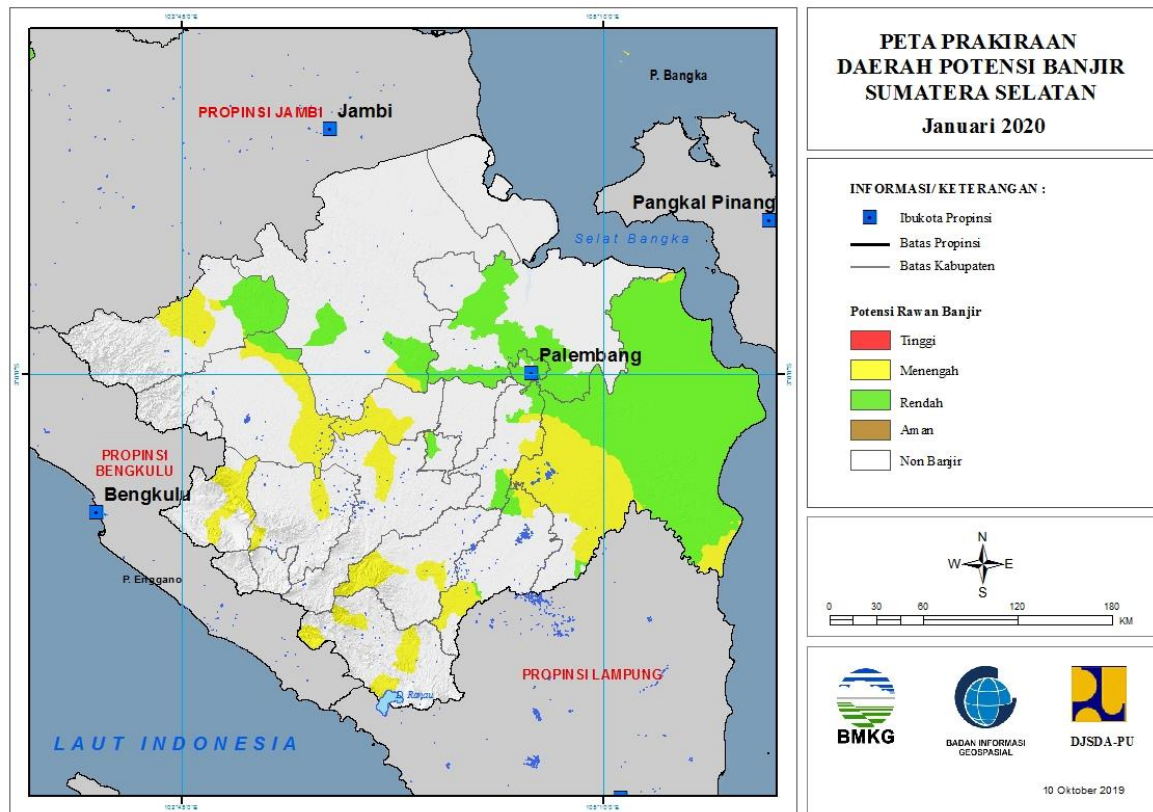 PETA PRAKIRAAN
DAERAH POTENSI BANJIR
SUMATERA SELATAN
Januari 2020
INFORMASI/ KETERANGAN :
Ibukota Propinsi
Batas Propinsi
Batas Kabupaten
Potensi Rawan Banjir
Tinggi
Menengah
Rendah
Aman
Non Banjir
N
W
E
S
0 30 60 120 180
KM
BMKG
BADAN INFORMASI
GEOSPASIAL
DJSDA-PU
10 Oktober 2019
P. Bangka
PROPINSI JAMBI
Jambi
Pangkal Pinang
Selat Bangka
Palembang
PROPINSI
BENGKULU
Bengkulu
P. Enggano
PROPINSI LAMPUNG
D. Ranau
LAUT INDONESIA